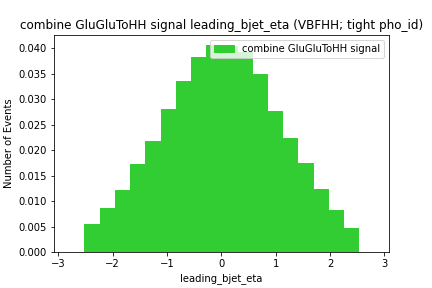 combine GluGluToHH signal leading_bjet_eta (VBFHH; tight pho_id)
combine GluGluToHH signal
Number of Events
0.040
0.035
0.030
0.025
0.020
0.015
0.010
0.005
0.000
−3 −2 −1 0 1 2 3
leading_bjet_eta